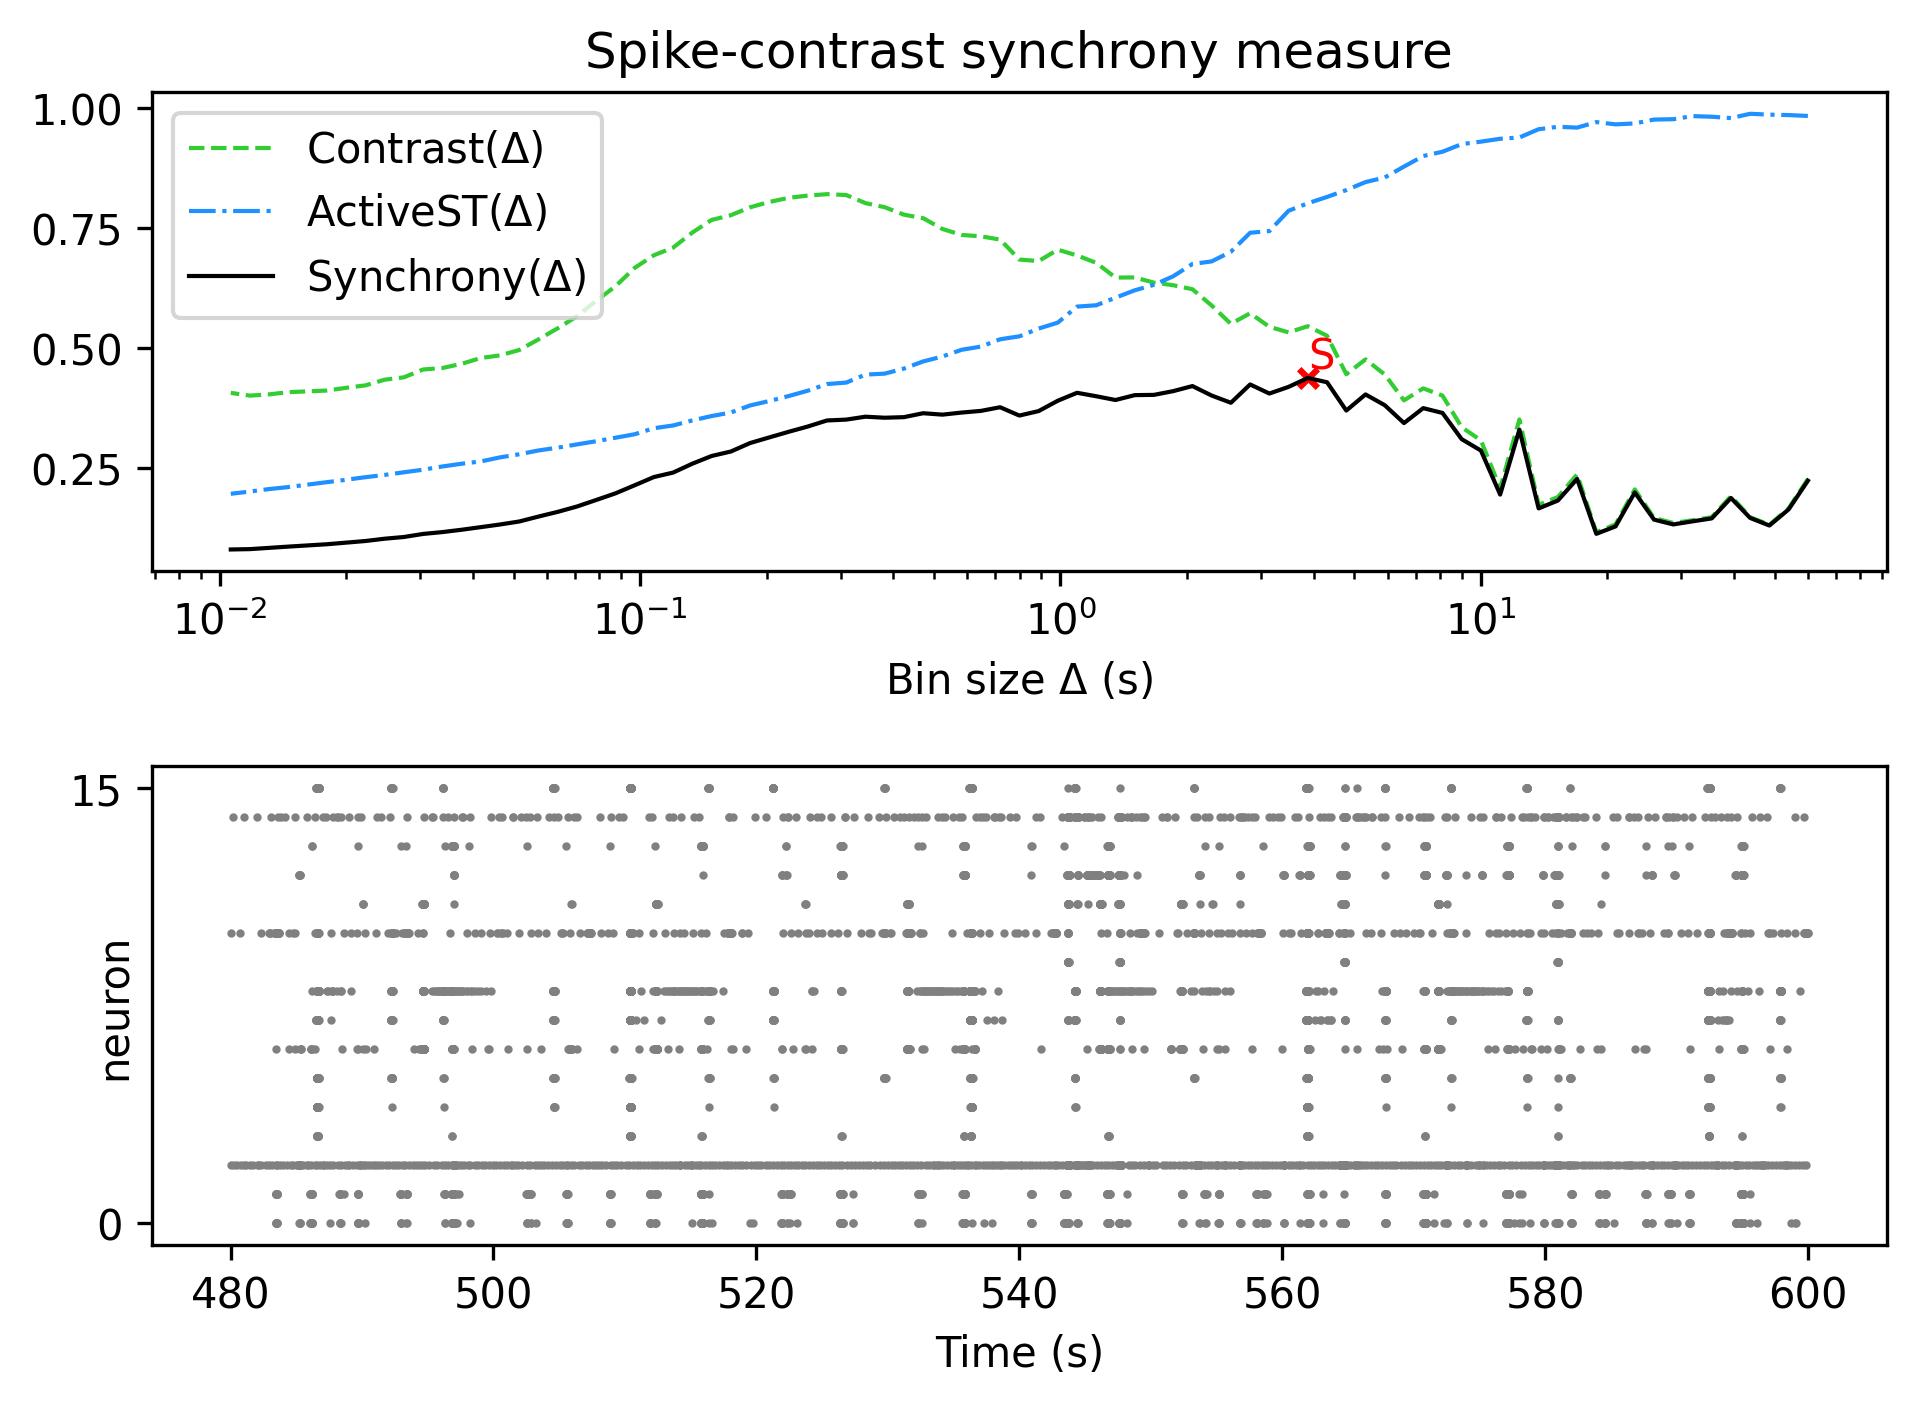 Spike-contrast synchrony measure
1.00
0.75
0.50
0.25
Contrast(Δ)
ActiveST(Δ)
Synchrony(Δ)
S
10⁻² 10⁻¹ 10⁰ 10¹
Bin size Δ (s)
15
0
neuron
480 500 520 540 560 580 600
Time (s)